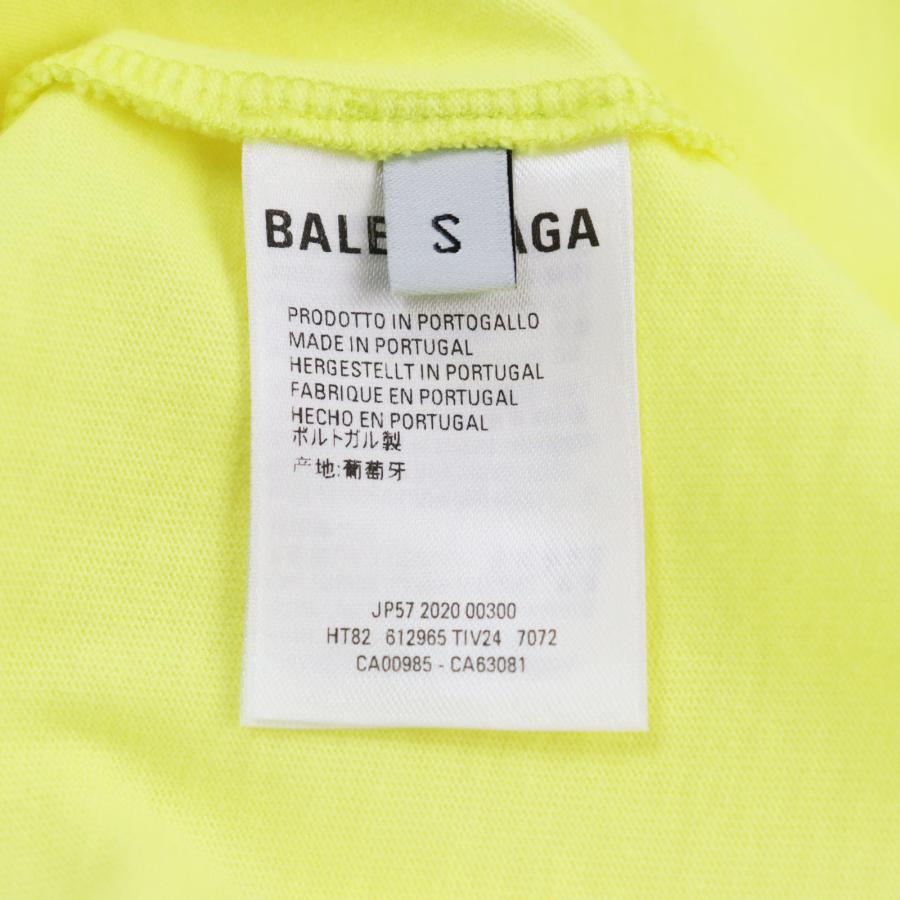 BALE AGA
S
PRODOTTO IN PORTOGALLO
MADE IN PORTUGAL
HERGESTELLT IN PORTUGAL
FABRIQUE EN PORTUGAL
HECHO EN PORTUGAL
ポルトガル製
产地:葡萄牙
JP57 2020 00300
HT82 612965 TIV24 7072
CA00985 - CA63081